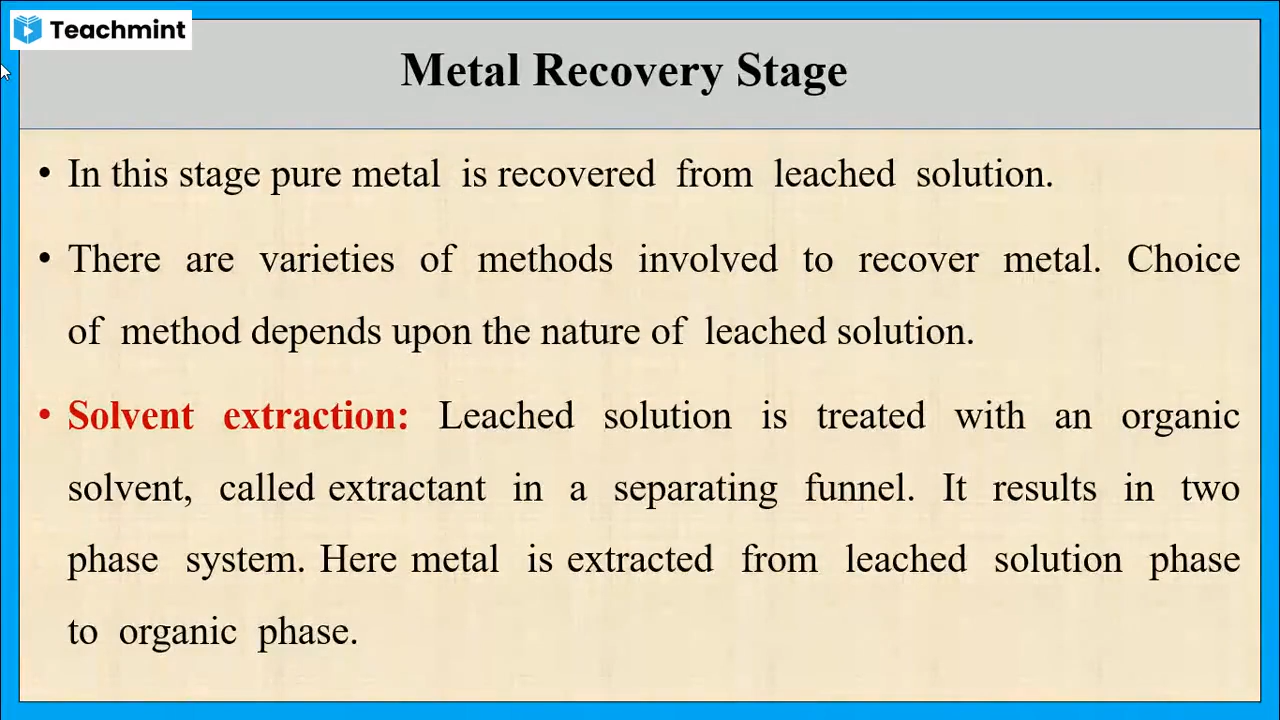 Teachmint
Metal Recovery Stage
• In this stage pure metal is recovered from leached solution.
• There are varieties of methods involved to recover metal. Choice
of method depends upon the nature of leached solution.
• Solvent extraction: Leached solution is treated with an organic
solvent, called extractant in a separating funnel. It results in two
phase system. Here metal is extracted from leached solution phase
to organic phase.